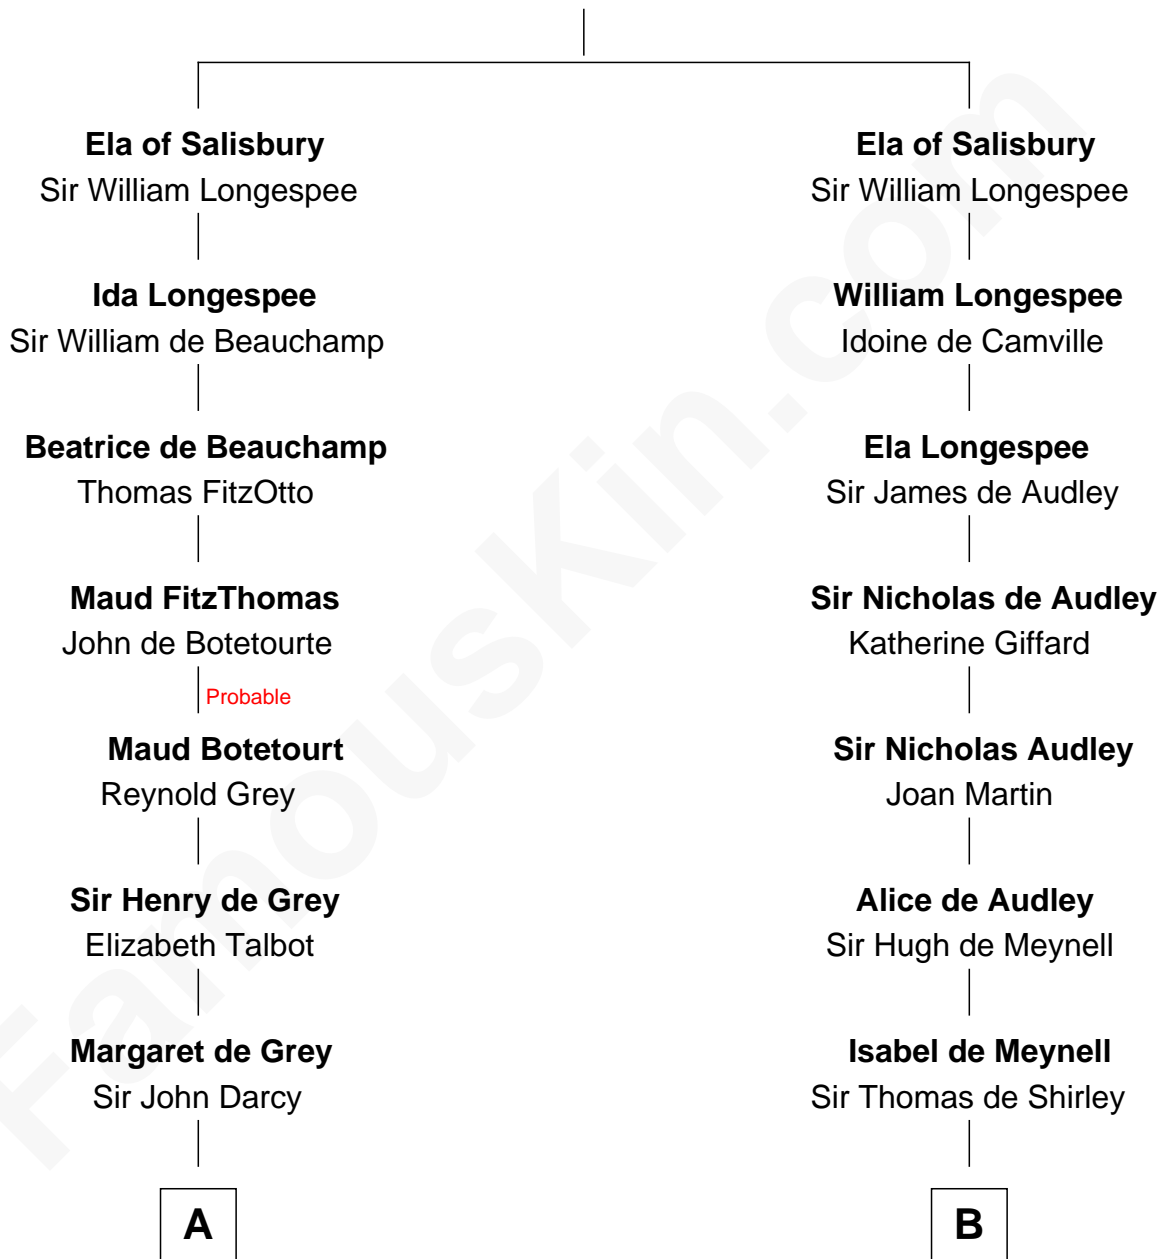 Ela of Salisbury
Sir William Longespee
Ida Longespee
Sir William de Beauchamp
Beatrice de Beauchamp
Thomas FitzOtto
Maud FitzThomas
John de Botetourte
Probable
Maud Botetourt
Reynold Grey
Sir Henry de Grey
Elizabeth Talbot
Margaret de Grey
Sir John Darcy
A
Ela of Salisbury
Sir William Longespee
William Longespee
Idoine de Camville
Ela Longespee
Sir James de Audley
Sir Nicholas de Audley
Katherine Giffard
Sir Nicholas Audley
Joan Martin
Alice de Audley
Sir Hugh de Meynell
Isabel de Meynell
Sir Thomas de Shirley
B
FamousKin.com